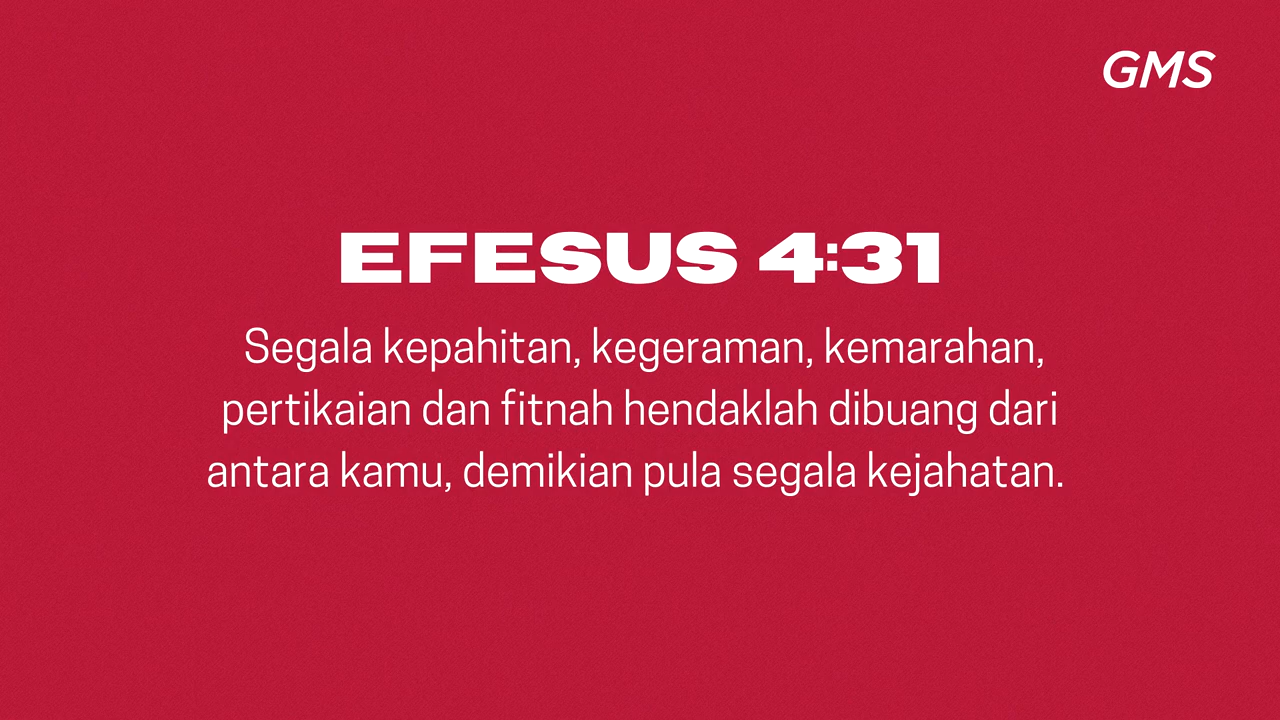 GMS
EFESUS 4:31
Segala kepahitan, kegeraman, kemarahan,
pertikaian dan fitnah hendaklah dibuang dari
antara kamu, demikian pula segala kejahatan.